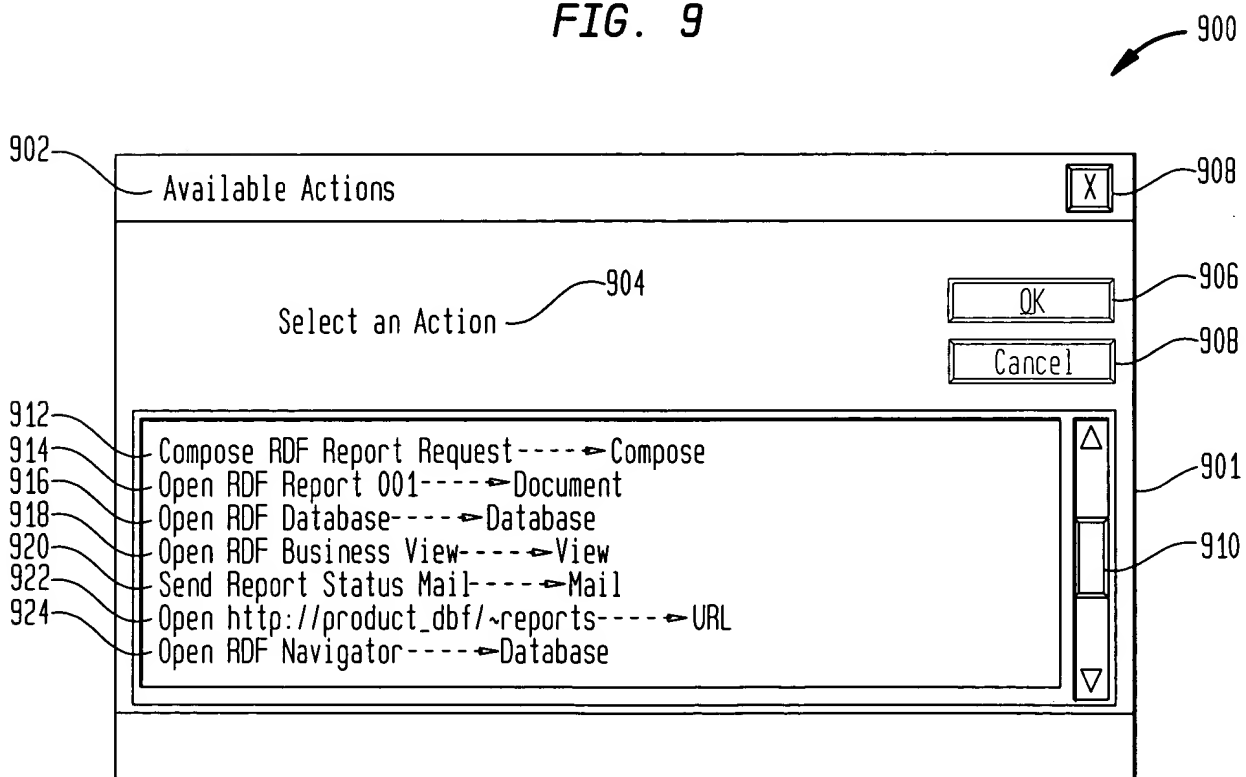 FIG. 9
900
902
Available Actions
X
908
904
Select an Action
OK
906
Cancel
908
912
Compose RDF Report Request----➔Compose
914
Open RDF Report 001----➔Document
916
Open RDF Database----➔Database
918
Open RDF Business View-----➔View
920
Send Report Status Mail-----➔Mail
922
Open http://product_dbf/~reports----➔URL
924
Open RDF Navigator----➔Database
901
910